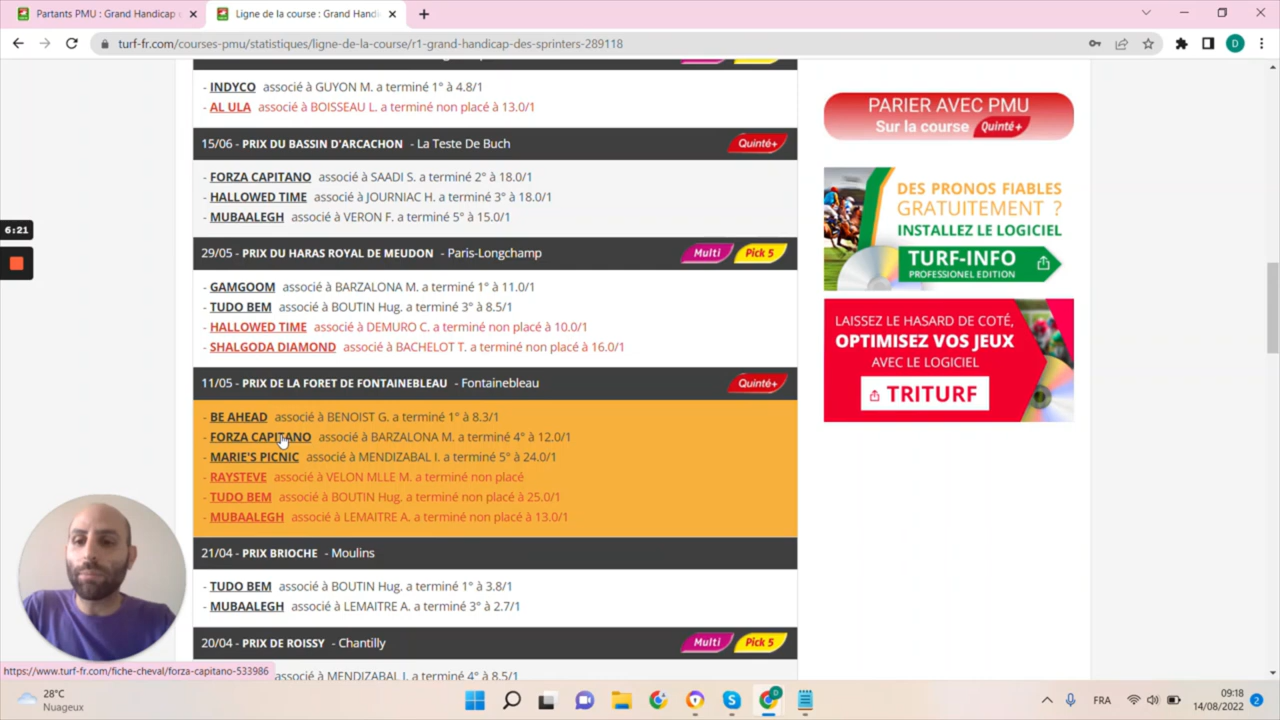 Partants PMU : Grand Handicap
Ligne de la course : Grand Handi
turf-fr.com/courses-pmu/statistiques/ligne-de-la-course/r1-grand-handicap-des-sprinters-289118
D
- INDYCO associé à GUYON M. a terminé 1° à 4.8/1
- AL ULA associé à BOISSEAU L. a terminé non placé à 13.0/1
15/06 - PRIX DU BASSIN D'ARCACHON - La Teste De Buch Quinté+
- FORZA CAPITANO associé à SAADI S. a terminé 2° à 18.0/1
- HALLOWED TIME associé à JOURNIAC H. a terminé 3° à 18.0/1
- MUBAALEGH associé à VERON F. a terminé 5° à 15.0/1
29/05 - PRIX DU HARAS ROYAL DE MEUDON - Paris-Longchamp Multi Pick 5
- GAMGOOM associé à BARZALONA M. a terminé 1° à 11.0/1
- TUDO BEM associé à BOUTIN Hug. a terminé 3° à 8.5/1
- HALLOWED TIME associé à DEMURO C. a terminé non placé à 10.0/1
- SHALGODA DIAMOND associé à BACHELOT T. a terminé non placé à 16.0/1
11/05 - PRIX DE LA FORET DE FONTAINEBLEAU - Fontainebleau Quinté+
- BE AHEAD associé à BENOIST G. a terminé 1° à 8.3/1
- FORZA CAPITANO associé à BARZALONA M. a terminé 4° à 12.0/1
- MARIE'S PICNIC associé à MENDIZABAL I. a terminé 5° à 24.0/1
- RAYSTEVE associé à VELON MLLE M. a terminé non placé
- TUDO BEM associé à BOUTIN Hug. a terminé non placé à 25.0/1
- MUBAALEGH associé à LEMAITRE A. a terminé non placé à 13.0/1
21/04 - PRIX BRIOCHE - Moulins
- TUDO BEM associé à BOUTIN Hug. a terminé 1° à 3.8/1
- MUBAALEGH associé à LEMAITRE A. a terminé 3° à 2.7/1
20/04 - PRIX DE ROISSY - Chantilly Multi Pick 5
associé à MENDIZABAL I. a terminé 4° à 8.5/1
PARIER AVEC PMU
Sur la course Quinté+
DES PRONOS FIABLES
GRATUITEMENT ?
INSTALLEZ LE LOGICIEL
TURF-INFO
PROFESSIONEL EDITION
LAISSEZ LE HASARD DE COTÉ,
OPTIMISEZ VOS JEUX
AVEC LE LOGICIEL
TRITURF
6:21
https://www.turf-fr.com/fiche-cheval/forza-capitano-533986
28°C
Nuageux
FRA
09:18
14/08/2022
2